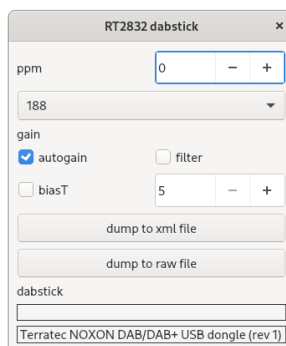 RT2832 dabstick ×
ppm 0 − +
188
gain
autogain filter
biasT 5 − +
dump to xml file
dump to raw file
dabstick
Terratec NOXON DAB/DAB+ USB dongle (rev 1)